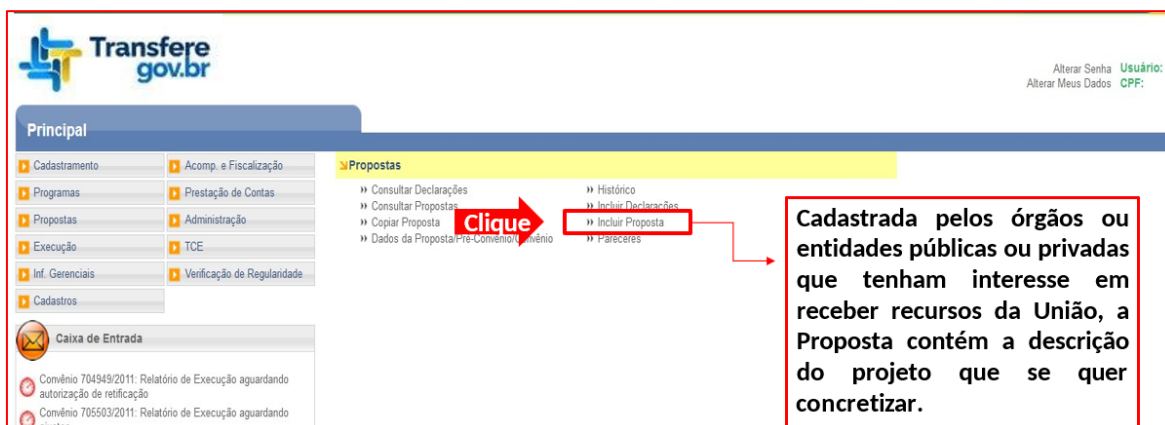 Transfere
gov.br
Alterar Senha Usuário:
Alterar Meus Dados CPF:
Principal
Cadastramento
Acomp. e Fiscalização
Programas
Prestação de Contas
Propostas
Administração
Execução
TCE
Inf. Gerenciais
Verificação de Regularidade
Cadastros
Propostas
Consultar Declarações
Histórico
Consultar Propostas
Incluir Declarações
Copiar Proposta
Clique
Incluir Proposta
Dados da Proposta/Pré-Convênio/Convênio
Pareceres
Cadastrada pelos órgãos ou
entidades públicas ou privadas
que tenham interesse em
receber recursos da União, a
Proposta contém a descrição
do projeto que se quer
concretizar.
Caixa de Entrada
Convênio 704949/2011: Relatório de Execução aguardando
autorização de retificação
Convênio 705503/2011: Relatório de Execução aguardando